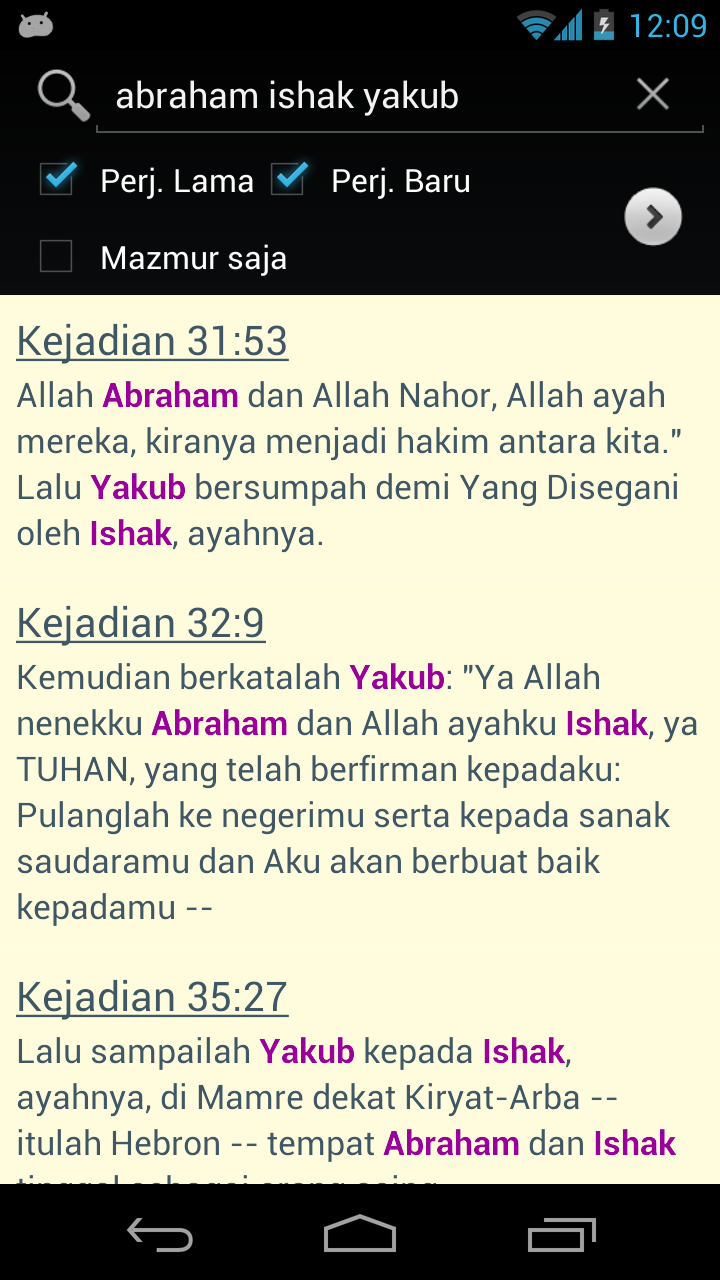 12:09
abraham ishak yakub
Perj. Lama Perj. Baru
Mazmur saja
Kejadian 31:53
Allah Abraham dan Allah Nahor, Allah ayah
mereka, kiranya menjadi hakim antara kita."
Lalu Yakub bersumpah demi Yang Disegani
oleh Ishak, ayahnya.
Kejadian 32:9
Kemudian berkatalah Yakub: "Ya Allah
nenekku Abraham dan Allah ayahku Ishak, ya
TUHAN, yang telah berfirman kepadaku:
Pulanglah ke negerimu serta kepada sanak
saudaramu dan Aku akan berbuat baik
kepadamu --
Kejadian 35:27
Lalu sampailah Yakub kepada Ishak,
ayahnya, di Mamre dekat Kiryat-Arba --
itulah Hebron -- tempat Abraham dan Ishak